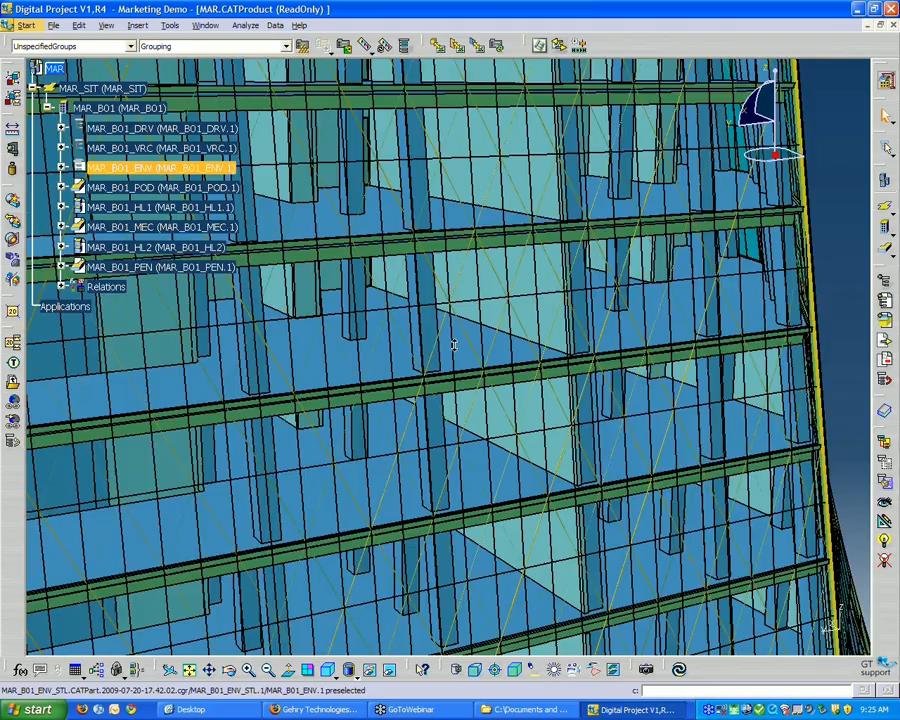 Digital Project V1,R4 - Marketing Demo - [MAR.CATProduct (ReadOnly) ]
Start File Edit View Insert Tools Window Analyze Data Help
UnspecifiedGroups Grouping
MAR
MAR_SIT (MAR_SIT)
MAR_B01 (MAR_B01)
MAR_B01_DRV (MAR_B01_DRV.1)
MAR_B01_VRC (MAR_B01_VRC.1)
MAR_B01_ENV (MAR_B01_ENV.1)
MAR_B01_POD (MAR_B01_POD.1)
MAR_B01_HL1 (MAR_B01_HL1.1)
MAR_B01_MEC (MAR_B01_MEC.1)
MAR_B01_HL2 (MAR_B01_HL2)
MAR_B01_PEN (MAR_B01_PEN.1)
Relations
Applications
z
GT
support
MAR_B01_ENV_STL.CATPart.2009-07-20-17.42.02.cgr/MAR_B01_ENV_STL.1/MAR_B01_ENV.1 preselected
c:
start Desktop Gehry Technologies... GoToWebinar C:\Documents and ... Digital Project V1,R... 9:25 AM